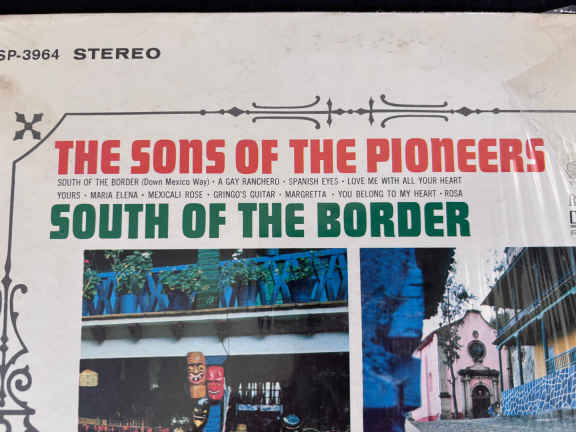 SP-3964 STEREO
THE SONS OF THE PIONEERS
SOUTH OF THE BORDER (Down Mexico Way) • A GAY RANCHERO • SPANISH EYES • LOVE ME WITH ALL YOUR HEART
YOURS • MARIA ELENA • MEXICALI ROSE • GRINGO'S GUITAR • MARGRETTA • YOU BELONG TO MY HEART • ROSA
SOUTH OF THE BORDER